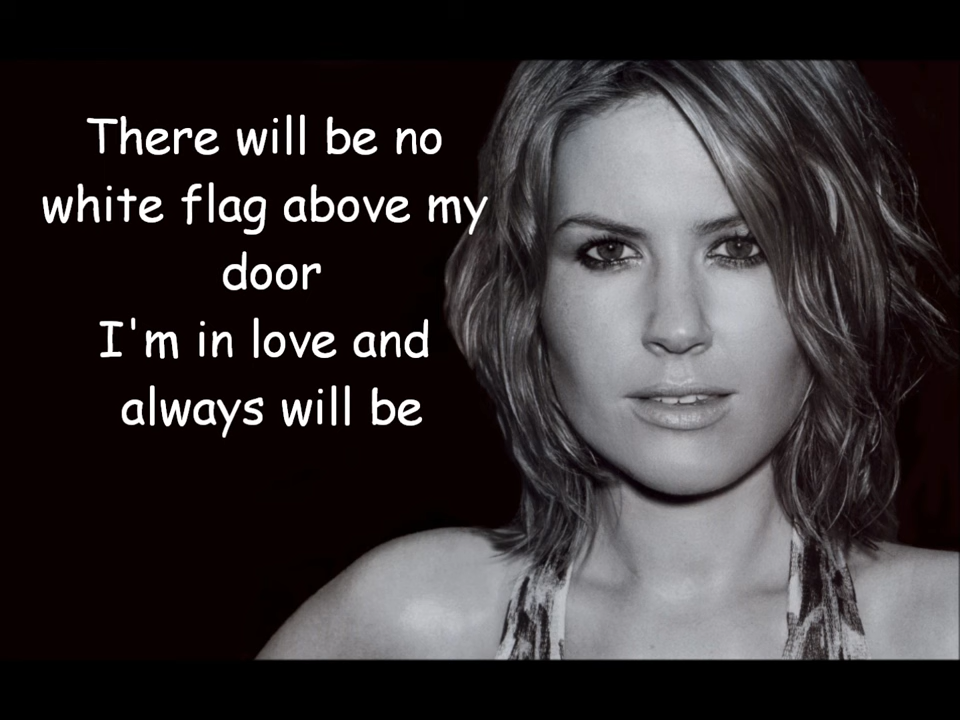 There will be no
white flag above my
door
I'm in love and
always will be